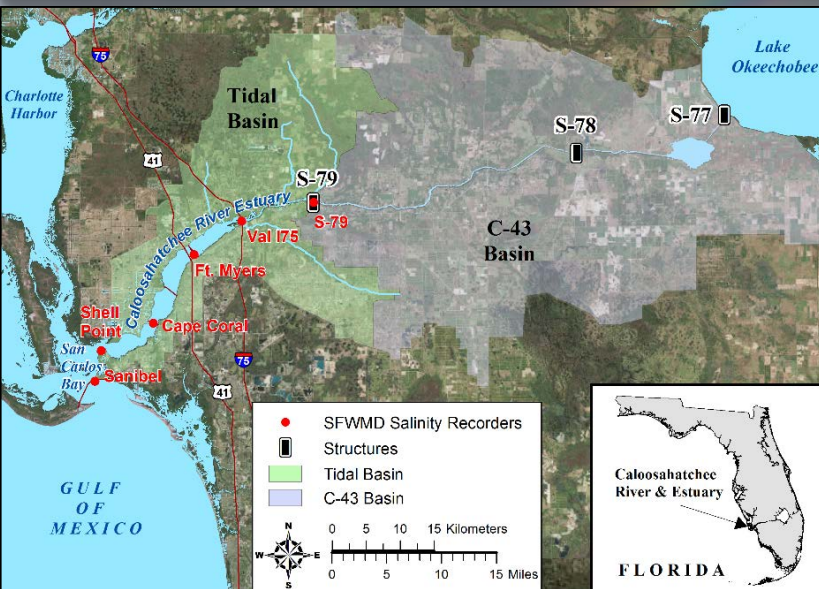 75
Lake
Okeechobee
Charlotte
Harbor
Tidal
Basin
S-77
S-78
41
S-79
S-79
Caloosahatchee River Estuary
Val I75
C-43
Basin
Ft. Myers
Shell
Point
Cape Coral
San
Carlos
Bay
75
Sanibel
41
SFWMD Salinity Recorders
Structures
Tidal Basin
C-43 Basin
GULF
OF
MEXICO
N
W E
S
0 5 10 15 Kilometers
0 5 10 15 Miles
Caloosahatchee
River & Estuary
FLORIDA